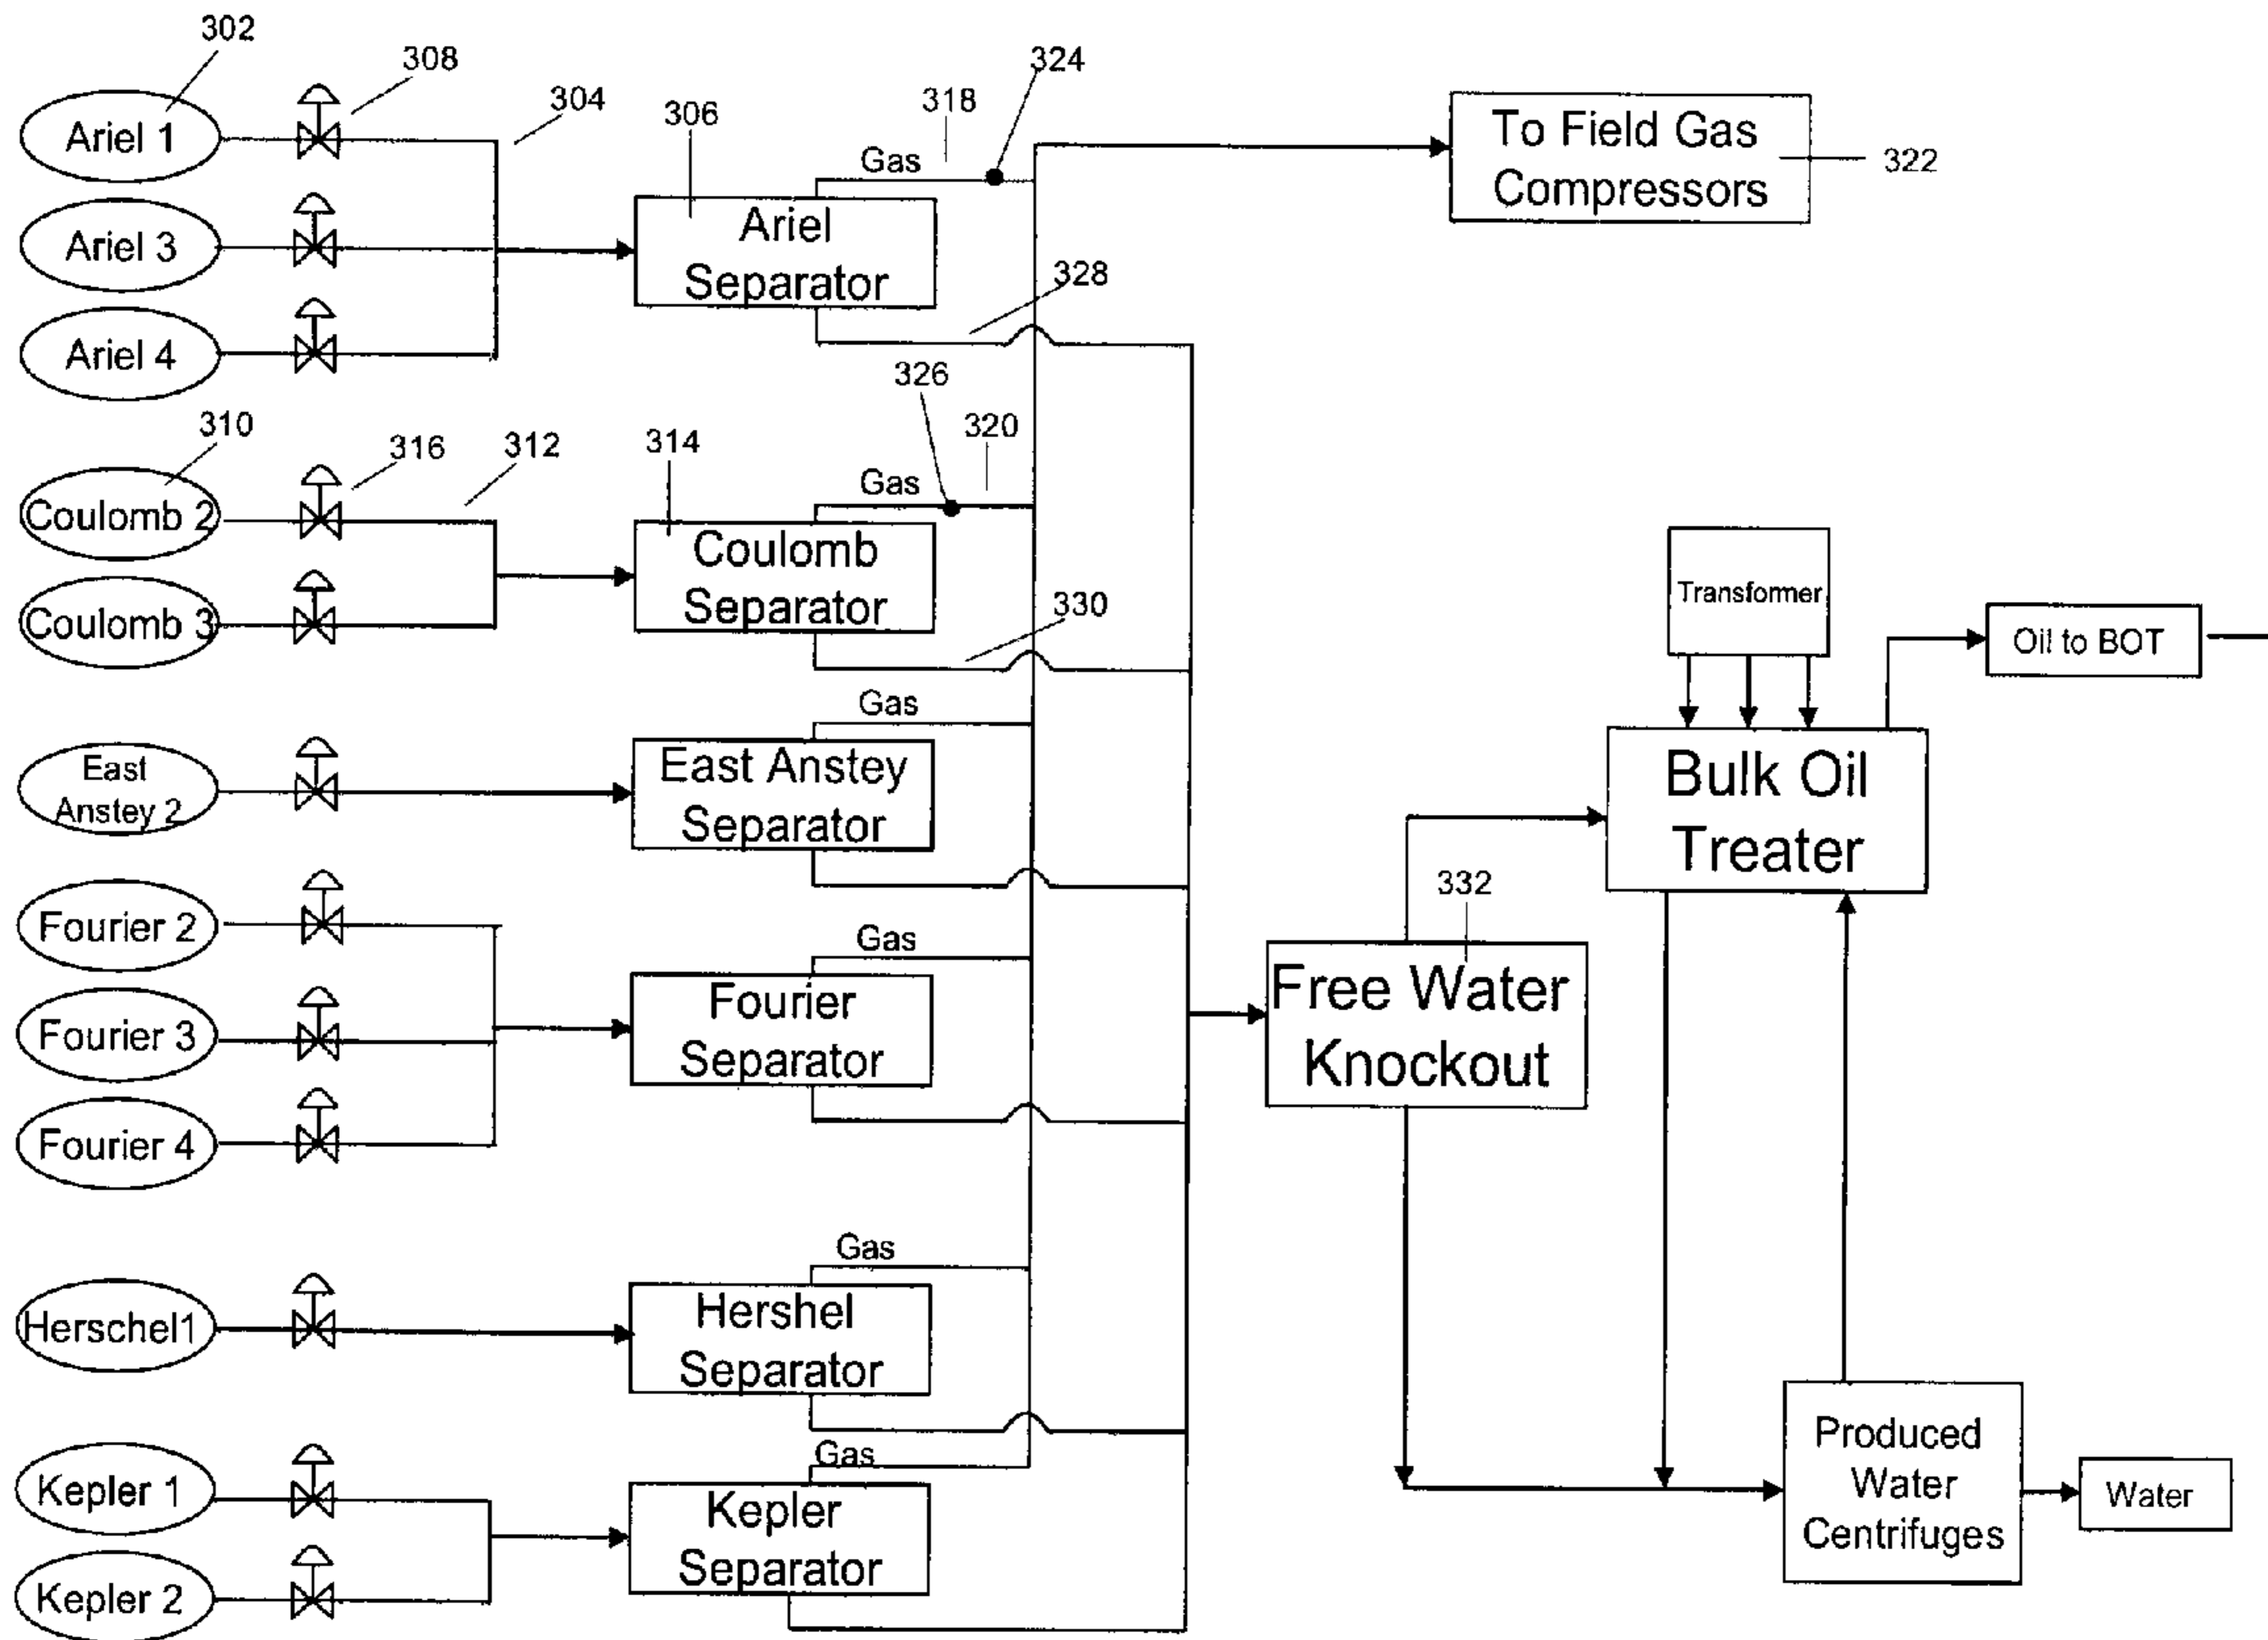 302
308
304
306
318
324
Ariel 1
Gas
To Field Gas
Compressors
322
Ariel 3
Ariel
Separator
328
Ariel 4
326
320
310
316
312
314
Gas
Coulomb 2
Coulomb
Separator
330
Coulomb 3
Transformer
Oil to BOT
Gas
East
Anstey 2
East Anstey
Separator
Bulk Oil
Treater
332
Fourier 2
Gas
Free Water
Knockout
Fourier 3
Fourier
Separator
Fourier 4
Gas
Herschel1
Hershel
Separator
Gas
Kepler 1
Kepler
Separator
Kepler 2
Produced
Water
Centrifuges
Water